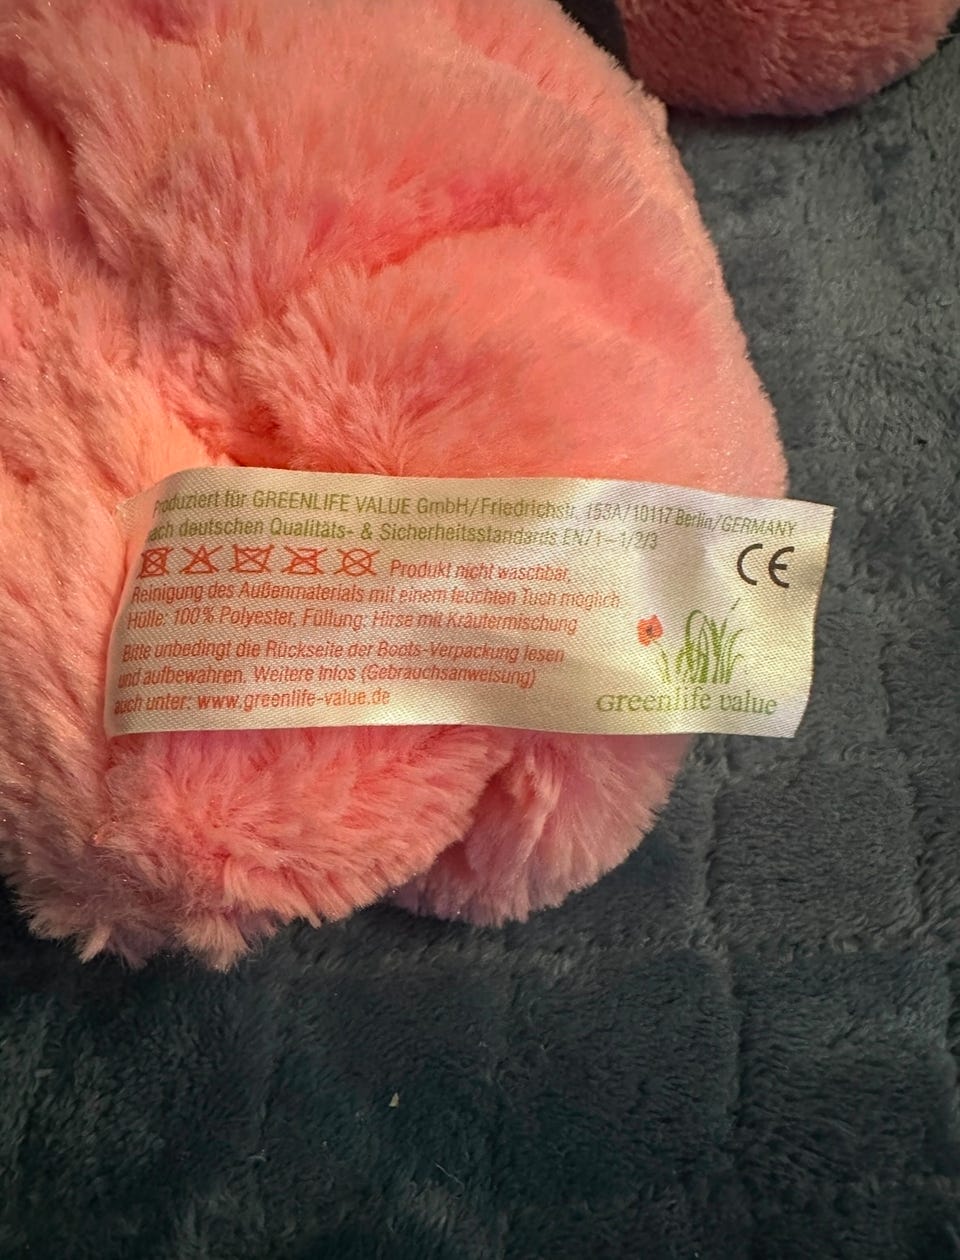 Produziert für GREENLIFE VALUE GmbH/Friedrichstr. 153A/10117 Berlin/GERMANY
nach deutschen Qualitäts- & Sicherheitsstandards EN71-1/2/3
CE
Produkt nicht waschbar,
Reinigung des Außenmaterials mit einem feuchten Tuch möglich
Hülle: 100% Polyester, Füllung: Hirse mit Kräutermischung
Bitte unbedingt die Rückseite der Boots-Verpackung lesen
und aufbewahren. Weitere Infos (Gebrauchsanweisung)
auch unter: www.greenlife-value.de
Greenlife value